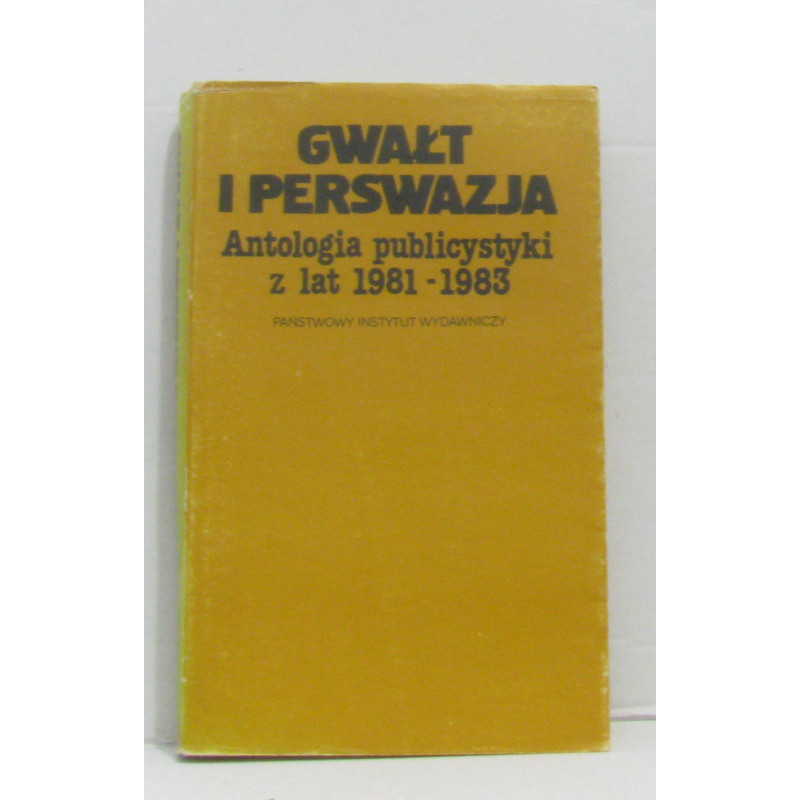 GWAŁT
I PERSWAZJA
Antologia publicystyki
z lat 1981-1983
PAŃSTWOWY INSTYTUT WYDAWNICZY